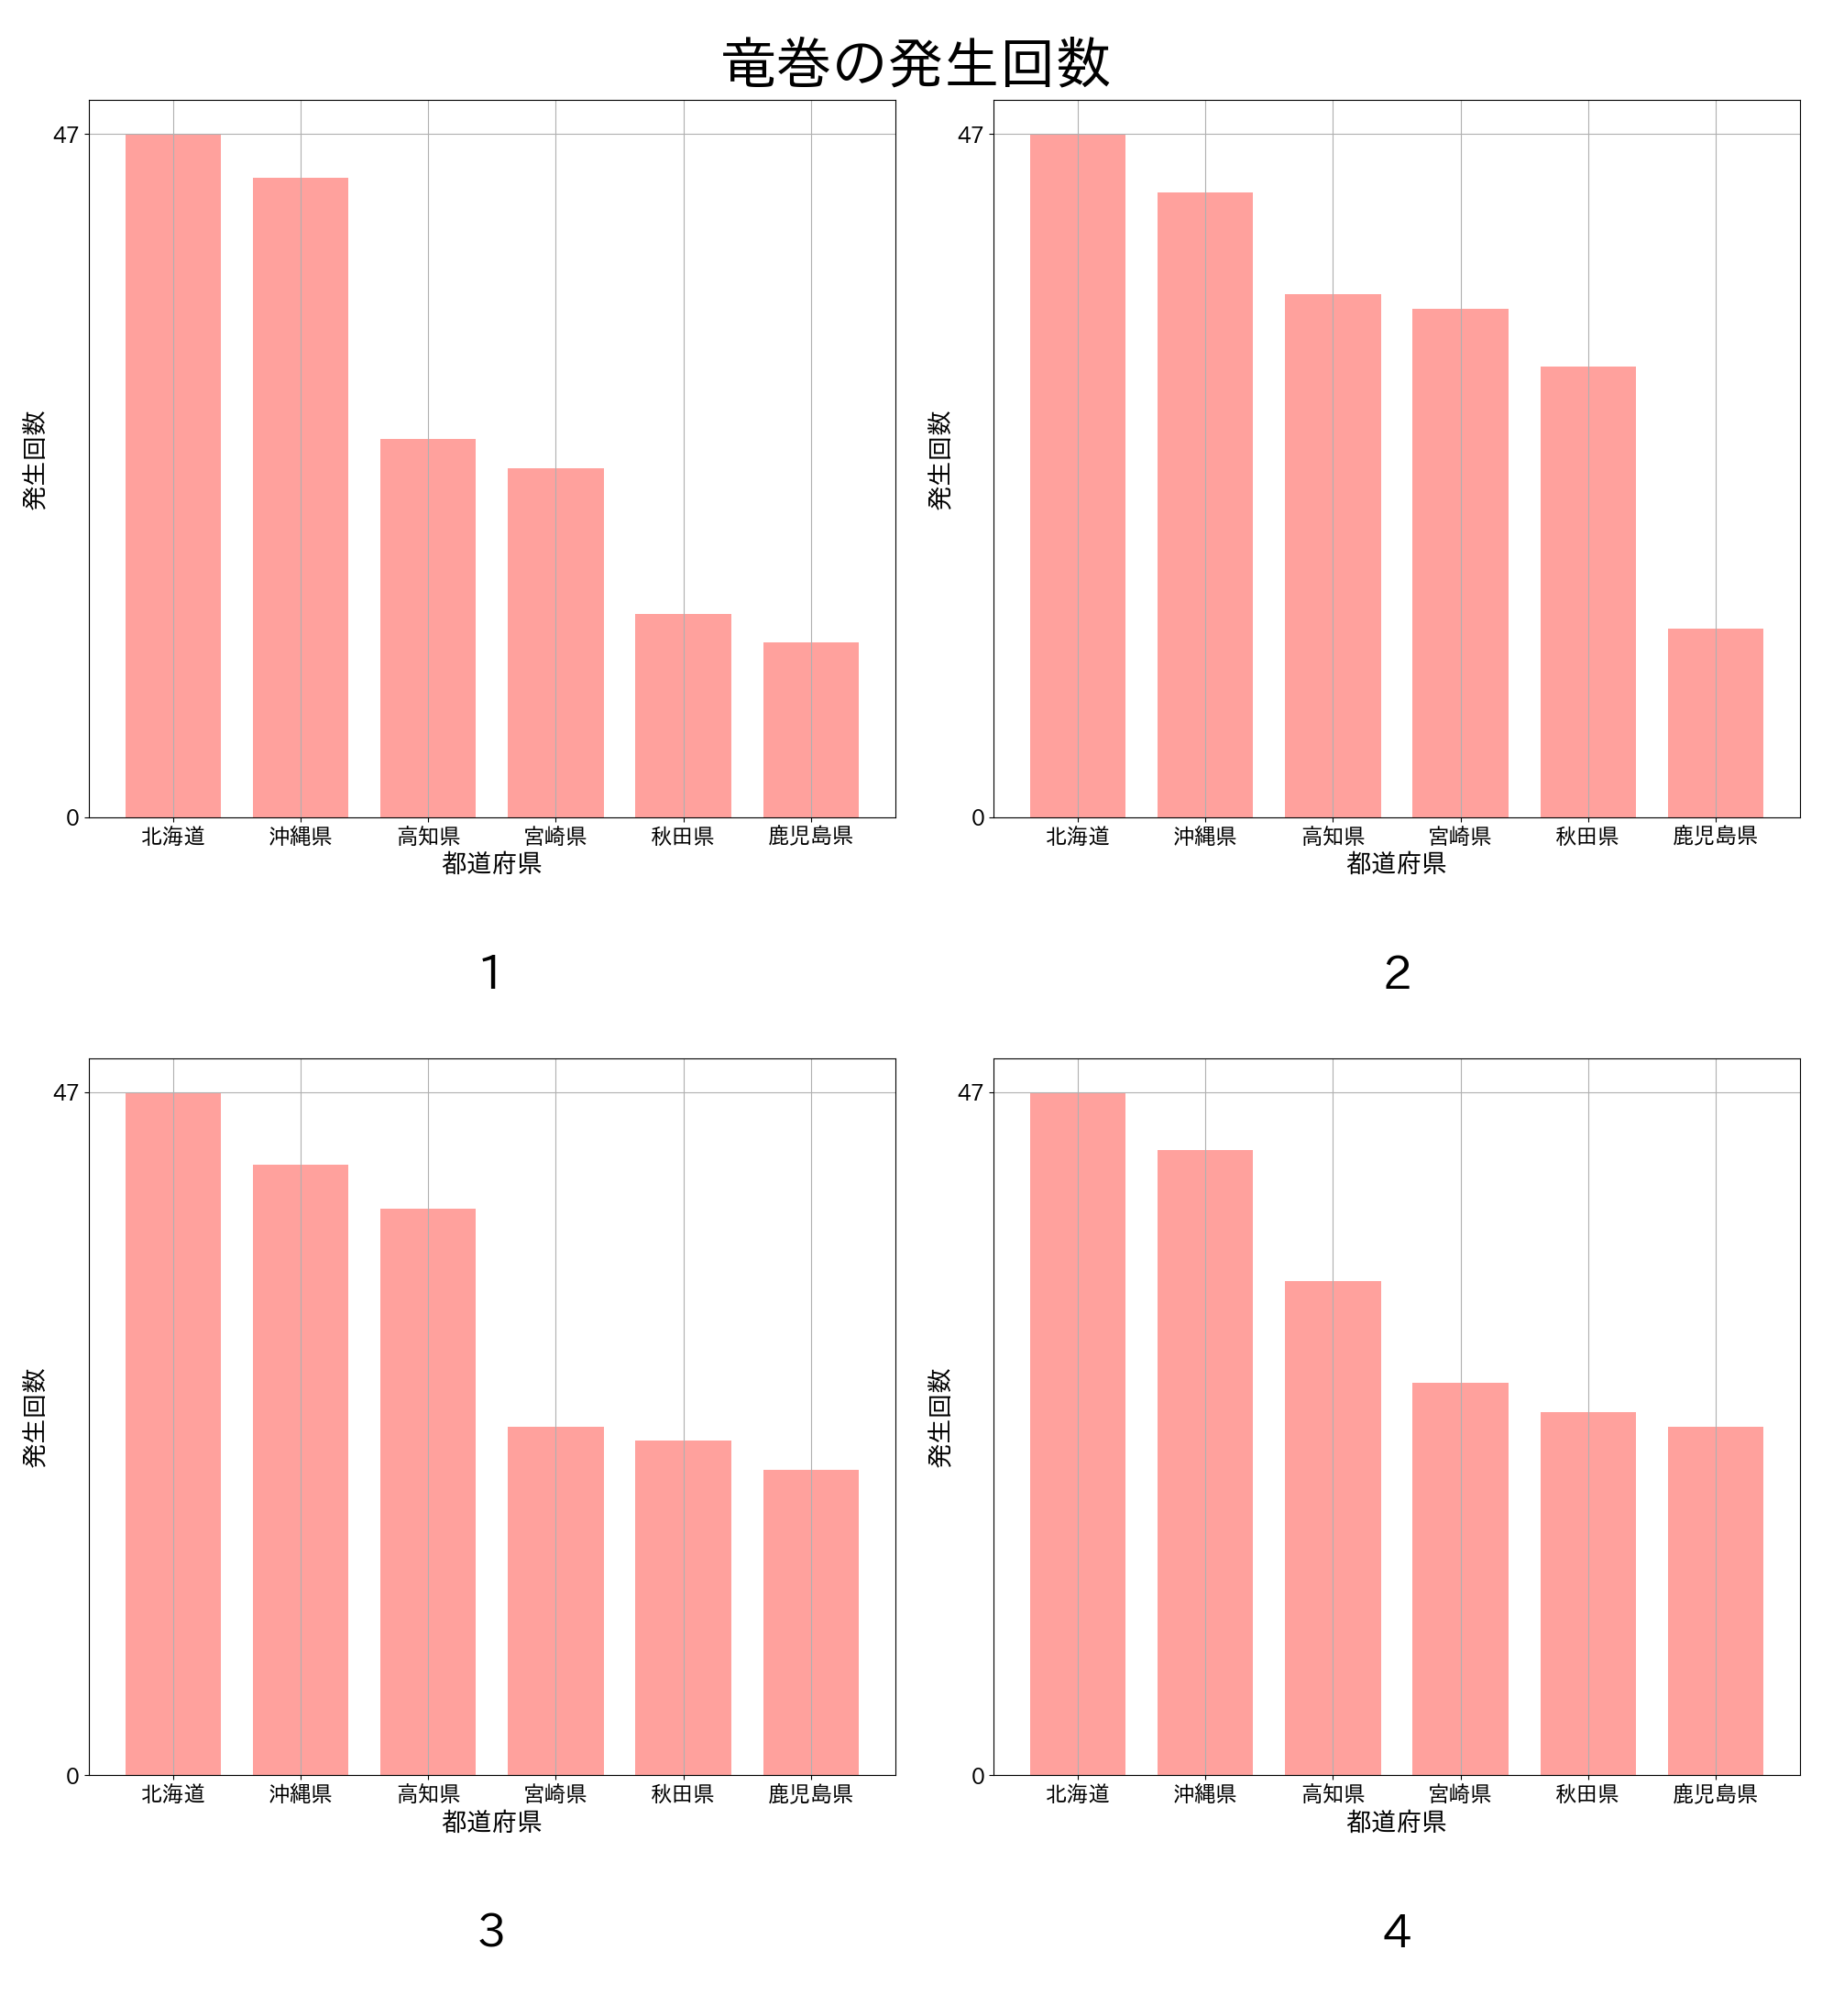 竜巻の発生回数
47
0
発生回数
北海道 沖縄県 高知県 宮崎県 秋田県 鹿児島県
都道府県
1
47
0
発生回数
北海道 沖縄県 高知県 宮崎県 秋田県 鹿児島県
都道府県
2
47
0
発生回数
北海道 沖縄県 高知県 宮崎県 秋田県 鹿児島県
都道府県
3
47
0
発生回数
北海道 沖縄県 高知県 宮崎県 秋田県 鹿児島県
都道府県
4